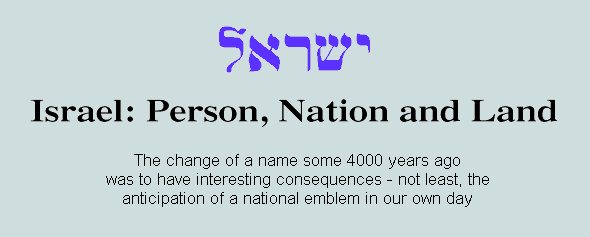 ישראל
Israel: Person, Nation and Land
The change of a name some 4000 years ago
was to have interesting consequences - not least, the
anticipation of a national emblem in our own day